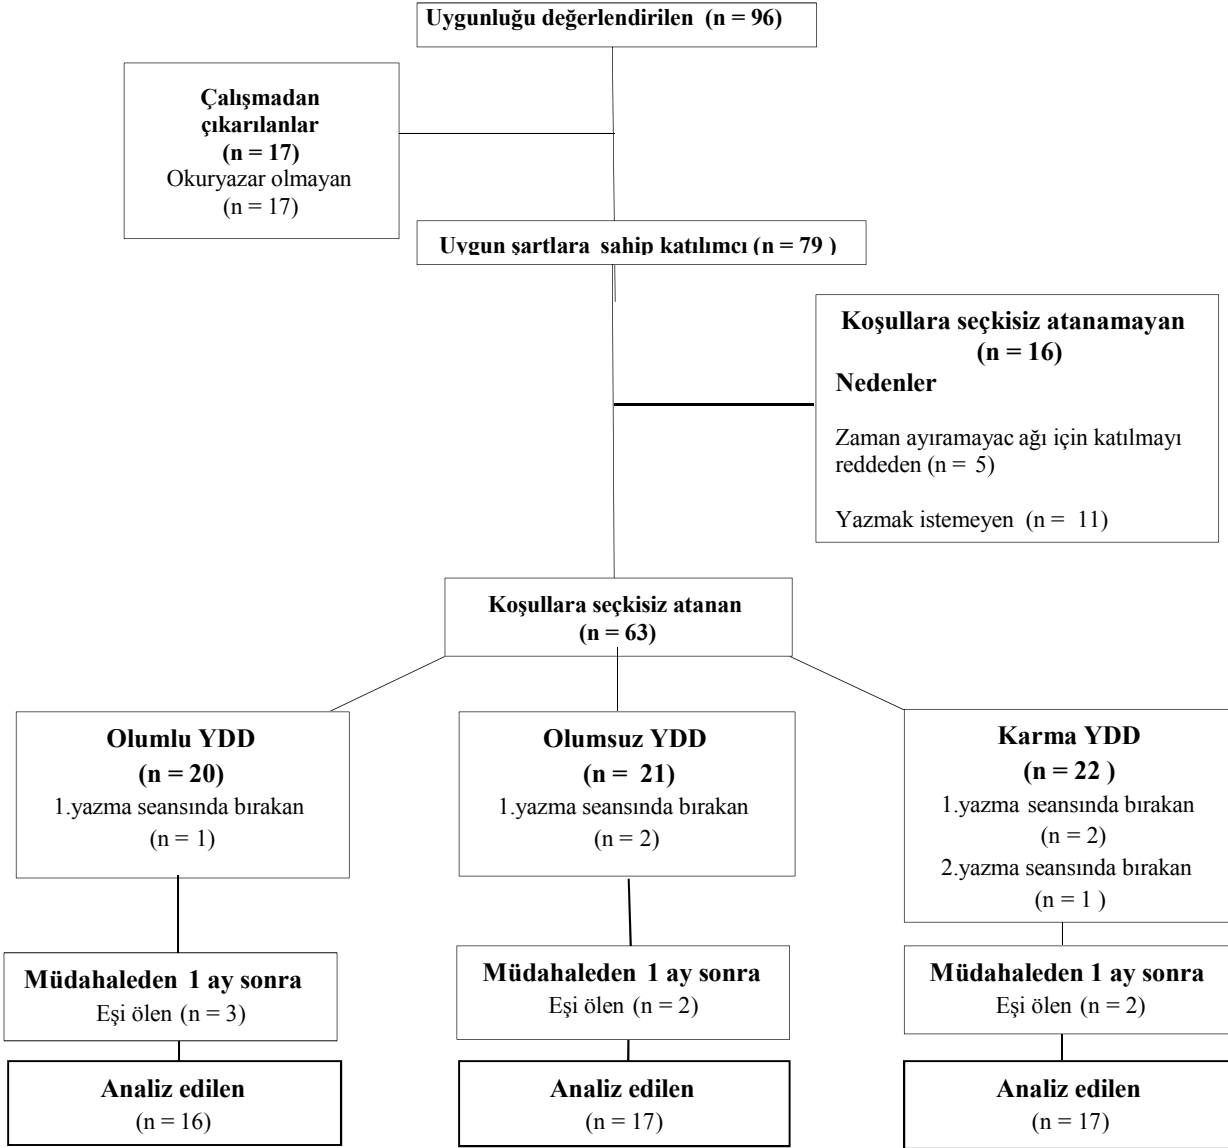 Uygunluğu değerlendirilen (n = 96)
Çalışmadan
çıkarılanlar
(n = 17)
Okuryazar olmayan
(n = 17)
Uygun şartlara sahip katılımcı (n = 79 )
Koşullara seçkisiz atanamayan
(n = 16)
Nedenler
Zaman ayıramayac ağı için katılmayı
reddeden (n = 5)
Yazmak istemeyen (n = 11)
Koşullara seçkisiz atanan
(n = 63)
Olumlu YDD
(n = 20)
1.yazma seansında bırakan
(n = 1)
Olumsuz YDD
(n = 21)
1.yazma seansında bırakan
(n = 2)
Karma YDD
(n = 22 )
1.yazma seansında bırakan
(n = 2)
2.yazma seansında bırakan
(n = 1 )
Müdahaleden 1 ay sonra
Eşi ölen (n = 3)
Müdahaleden 1 ay sonra
Eşi ölen (n = 2)
Müdahaleden 1 ay sonra
Eşi ölen (n = 2)
Analiz edilen
(n = 16)
Analiz edilen
(n = 17)
Analiz edilen
(n = 17)